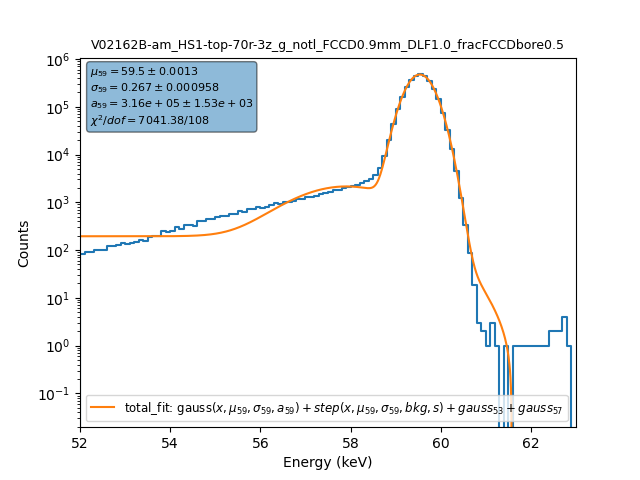 V02162B-am_HS1-top-70r-3z_g_notl_FCCD0.9mm_DLF1.0_fracFCCDbore0.5
μ₅₉ = 59.5 ± 0.0013
σ₅₉ = 0.267 ± 0.000958
a₅₉ = 3.16e + 05 ± 1.53e + 03
χ²/dof = 7041.38/108
10⁶
10⁵
10⁴
10³
10²
10¹
10⁰
10⁻¹
Counts
total_fit: gauss(x, μ₅₉, σ₅₉, a₅₉) + step(x, μ₅₉, σ₅₉, bkg, s) + gauss₅₃ + gauss₅₇
52 54 56 58 60 62
Energy (keV)